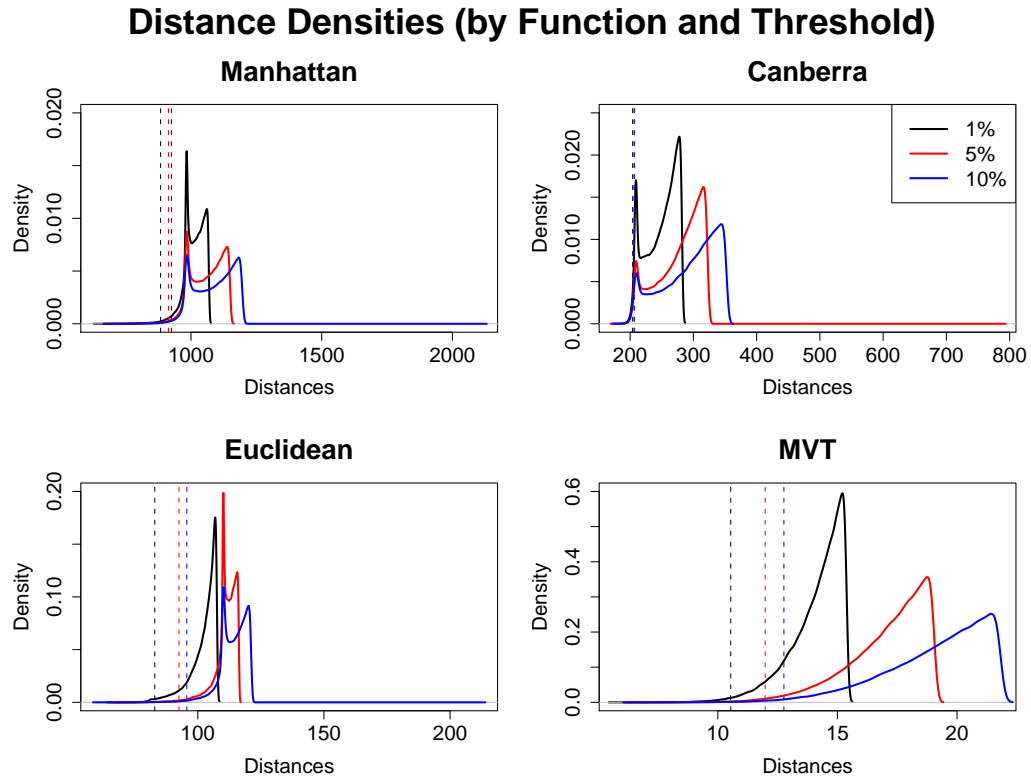 Distance Densities (by Function and Threshold)
Manhattan
Density
0.000
0.010
0.020
1000
1500
2000
Distances
Canberra
Density
0.000
0.010
0.020
200
300
400
500
600
700
800
Distances
1%
5%
10%
Euclidean
Density
0.00
0.10
0.20
100
150
200
Distances
MVT
Density
0.0
0.2
0.4
0.6
10
15
20
Distances